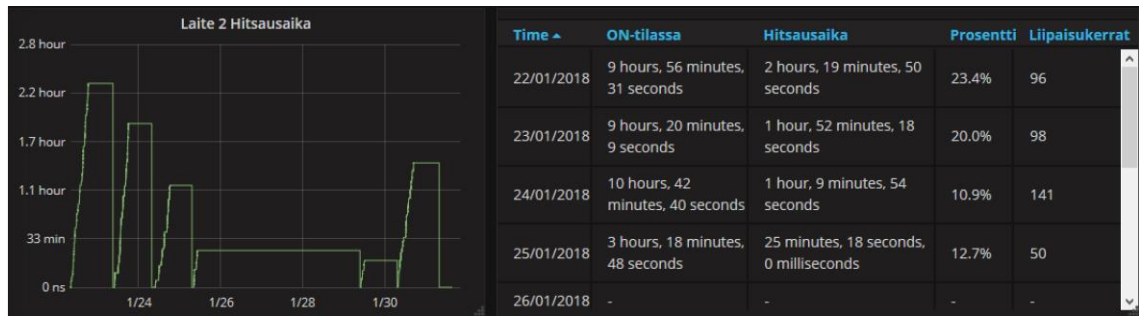 Laite 2 Hitsausaika
2.8 hour
2.2 hour
1.7 hour
1.1 hour
33 min
0 ns
1/24 1/26 1/28 1/30
Time ON-tilassa Hitsausaika Prosentti Liipaisukerrat
22/01/2018 9 hours, 56 minutes, 31 seconds 2 hours, 19 minutes, 50 seconds 23.4% 96
23/01/2018 9 hours, 20 minutes, 9 seconds 1 hour, 52 minutes, 18 seconds 20.0% 98
24/01/2018 10 hours, 42 minutes, 40 seconds 1 hour, 9 minutes, 54 seconds 10.9% 141
25/01/2018 3 hours, 18 minutes, 48 seconds 25 minutes, 18 seconds, 0 milliseconds 12.7% 50
26/01/2018 - - - -